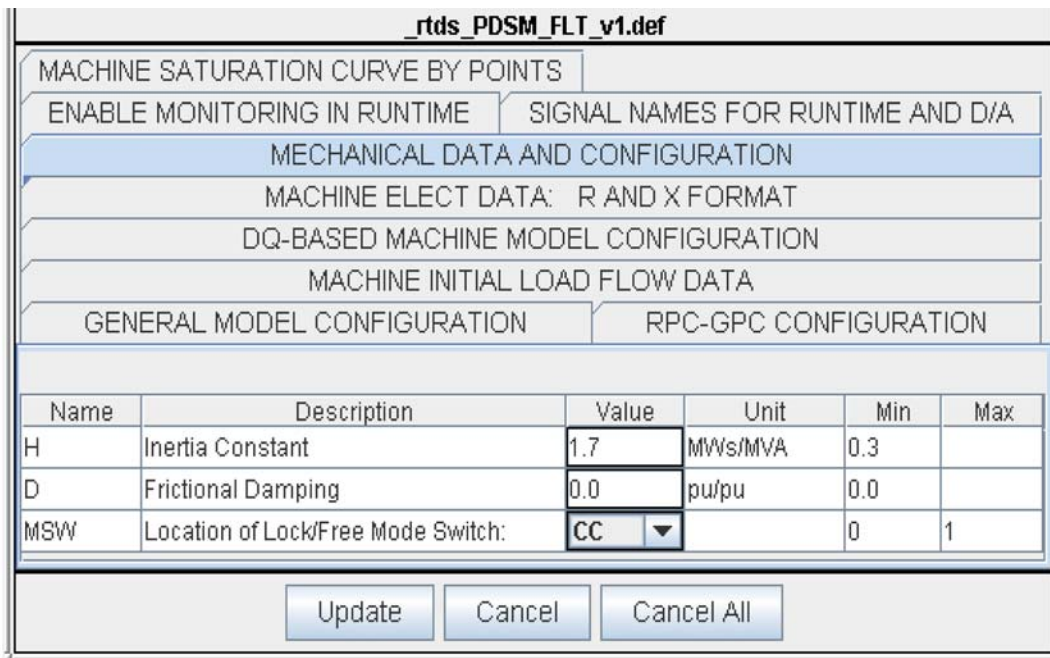 _rtds_PDSM_FLT_v1.def
MACHINE SATURATION CURVE BY POINTS
ENABLE MONITORING IN RUNTIME SIGNAL NAMES FOR RUNTIME AND D/A
MECHANICAL DATA AND CONFIGURATION
MACHINE ELECT DATA: R AND X FORMAT
DQ-BASED MACHINE MODEL CONFIGURATION
MACHINE INITIAL LOAD FLOW DATA
GENERAL MODEL CONFIGURATION RPC-GPC CONFIGURATION
Name Description Value Unit Min Max
H Inertia Constant 1.7 MWs/MVA 0.3
D Frictional Damping 0.0 pu/pu 0.0
MSW Location of Lock/Free Mode Switch: CC 0 1
Update Cancel Cancel All